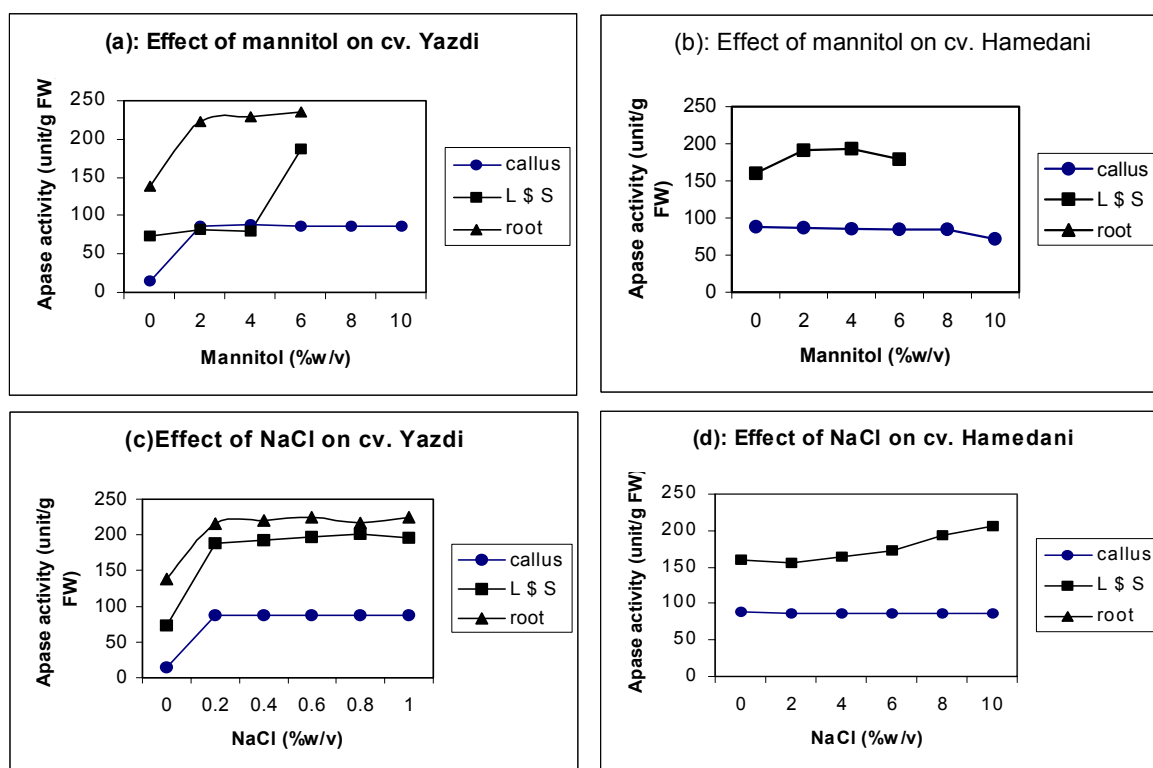 (a): Effect of mannitol on cv. Yazdi
Apase activity (unit/g FW
250
200
150
100
50
0
0 2 4 6 8 10
Mannitol (%w/v)
callus
L $ S
root
(b): Effect of mannitol on cv. Hamedani
Apase activity (unit/g
FW)
250
200
150
100
50
0
0 2 4 6 8 10
Mannitol (%w/v)
callus
L $ S
root
(c)Effect of NaCl on cv. Yazdi
Apase activity (unit/g
FW)
250
200
150
100
50
0
0 0.2 0.4 0.6 0.8 1
NaCl (%w/v)
callus
L $ S
root
(d): Effect of NaCl on cv. Hamedani
Apase activity (unit/g FW)
250
200
150
100
50
0
0 2 4 6 8 10
NaCl (%w/v)
callus
L $ S
root